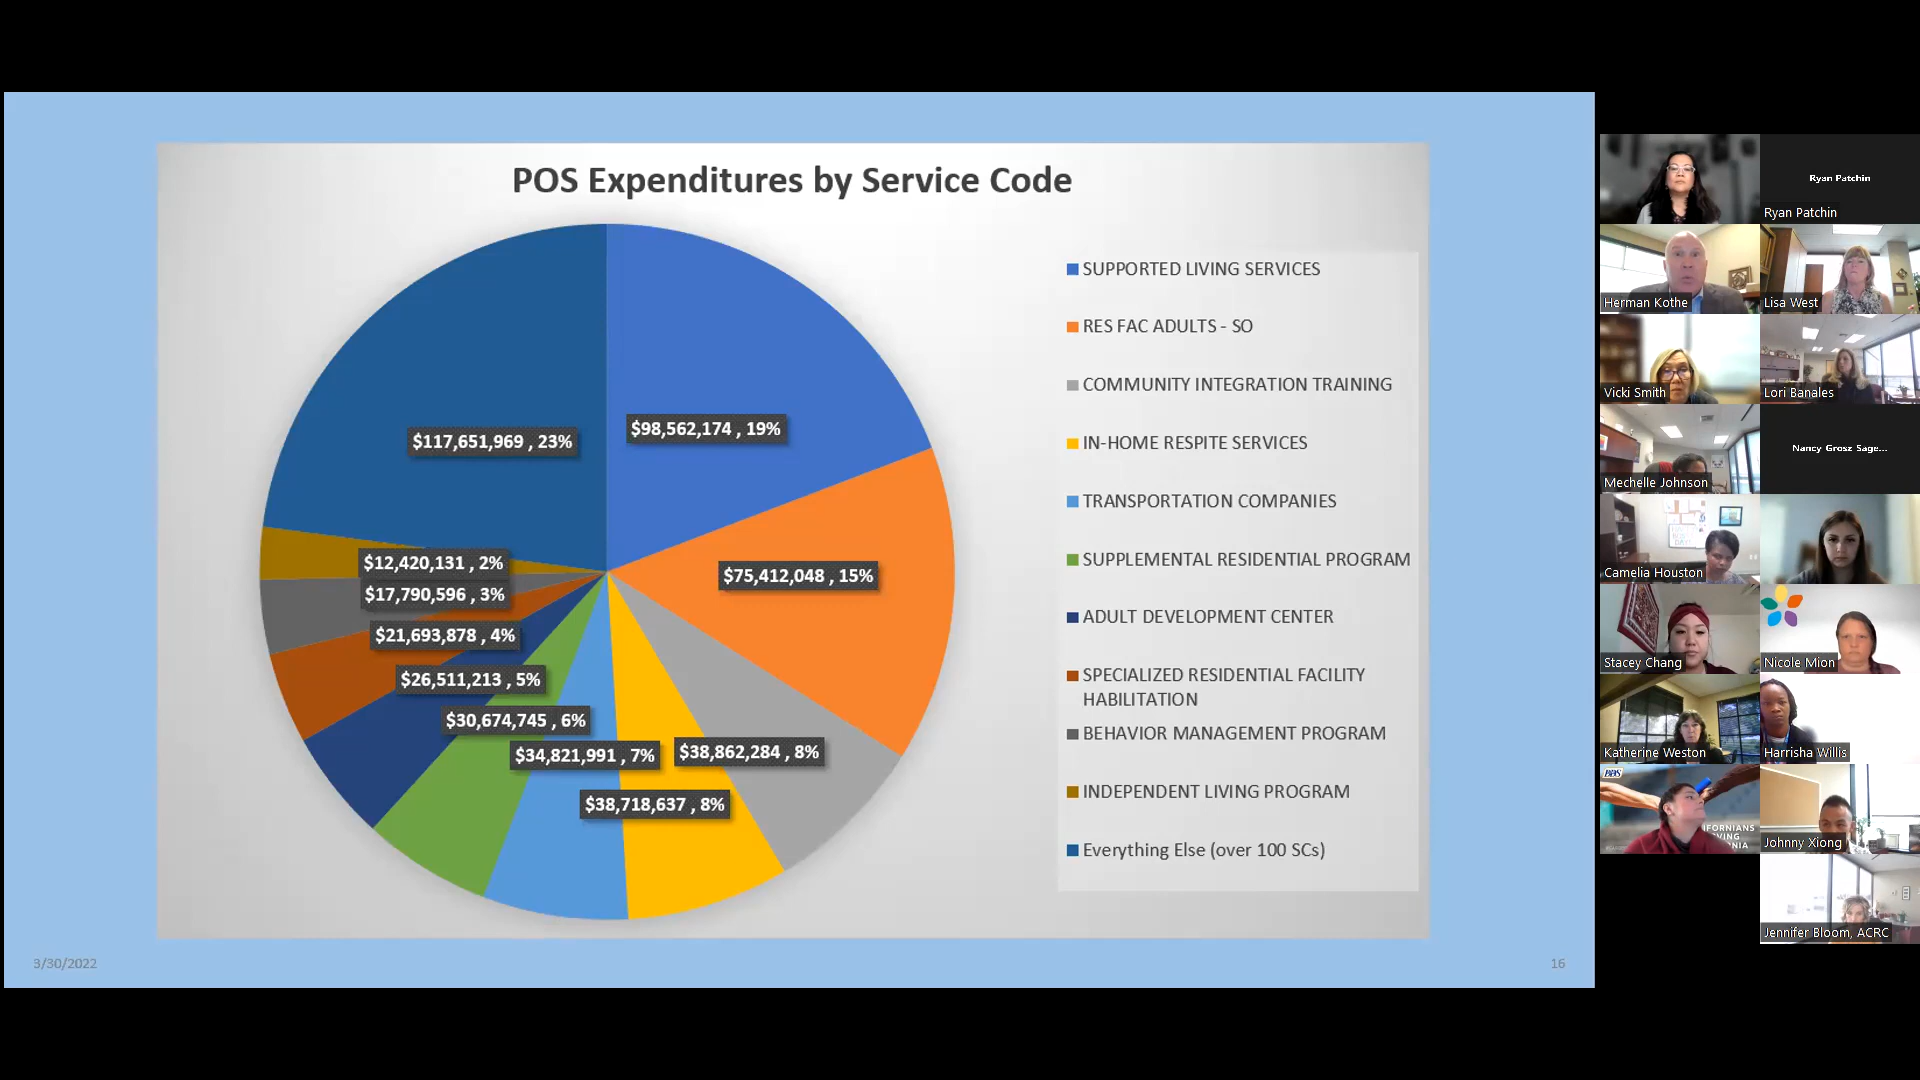 POS Expenditures by Service Code
$117,651,969 , 23%
$98,562,174 , 19%
$12,420,131 , 2%
$75,412,048 , 15%
$17,790,596 , 3%
$21,693,878 , 4%
$26,511,213 , 5%
$30,674,745 , 6%
$34,821,991 , 7%
$38,862,284 , 8%
$38,718,637 , 8%
SUPPORTED LIVING SERVICES
RES FAC ADULTS - SO
COMMUNITY INTEGRATION TRAINING
IN-HOME RESPITE SERVICES
TRANSPORTATION COMPANIES
SUPPLEMENTAL RESIDENTIAL PROGRAM
ADULT DEVELOPMENT CENTER
SPECIALIZED RESIDENTIAL FACILITY
HABILITATION
BEHAVIOR MANAGEMENT PROGRAM
INDEPENDENT LIVING PROGRAM
Everything Else (over 100 SCs)
3/30/2022
16
Ryan Patchin
Ryan Patchin
Herman Kothe
Lisa West
Vicki Smith
Lori Banales
Mechelle Johnson
Nancy Grosz Sage...
Camelia Houston
Stacey Chang
Nicole Mion
Katherine Weston
Harrisha Willis
Johnny Xiong
Jennifer Bloom, ACRC